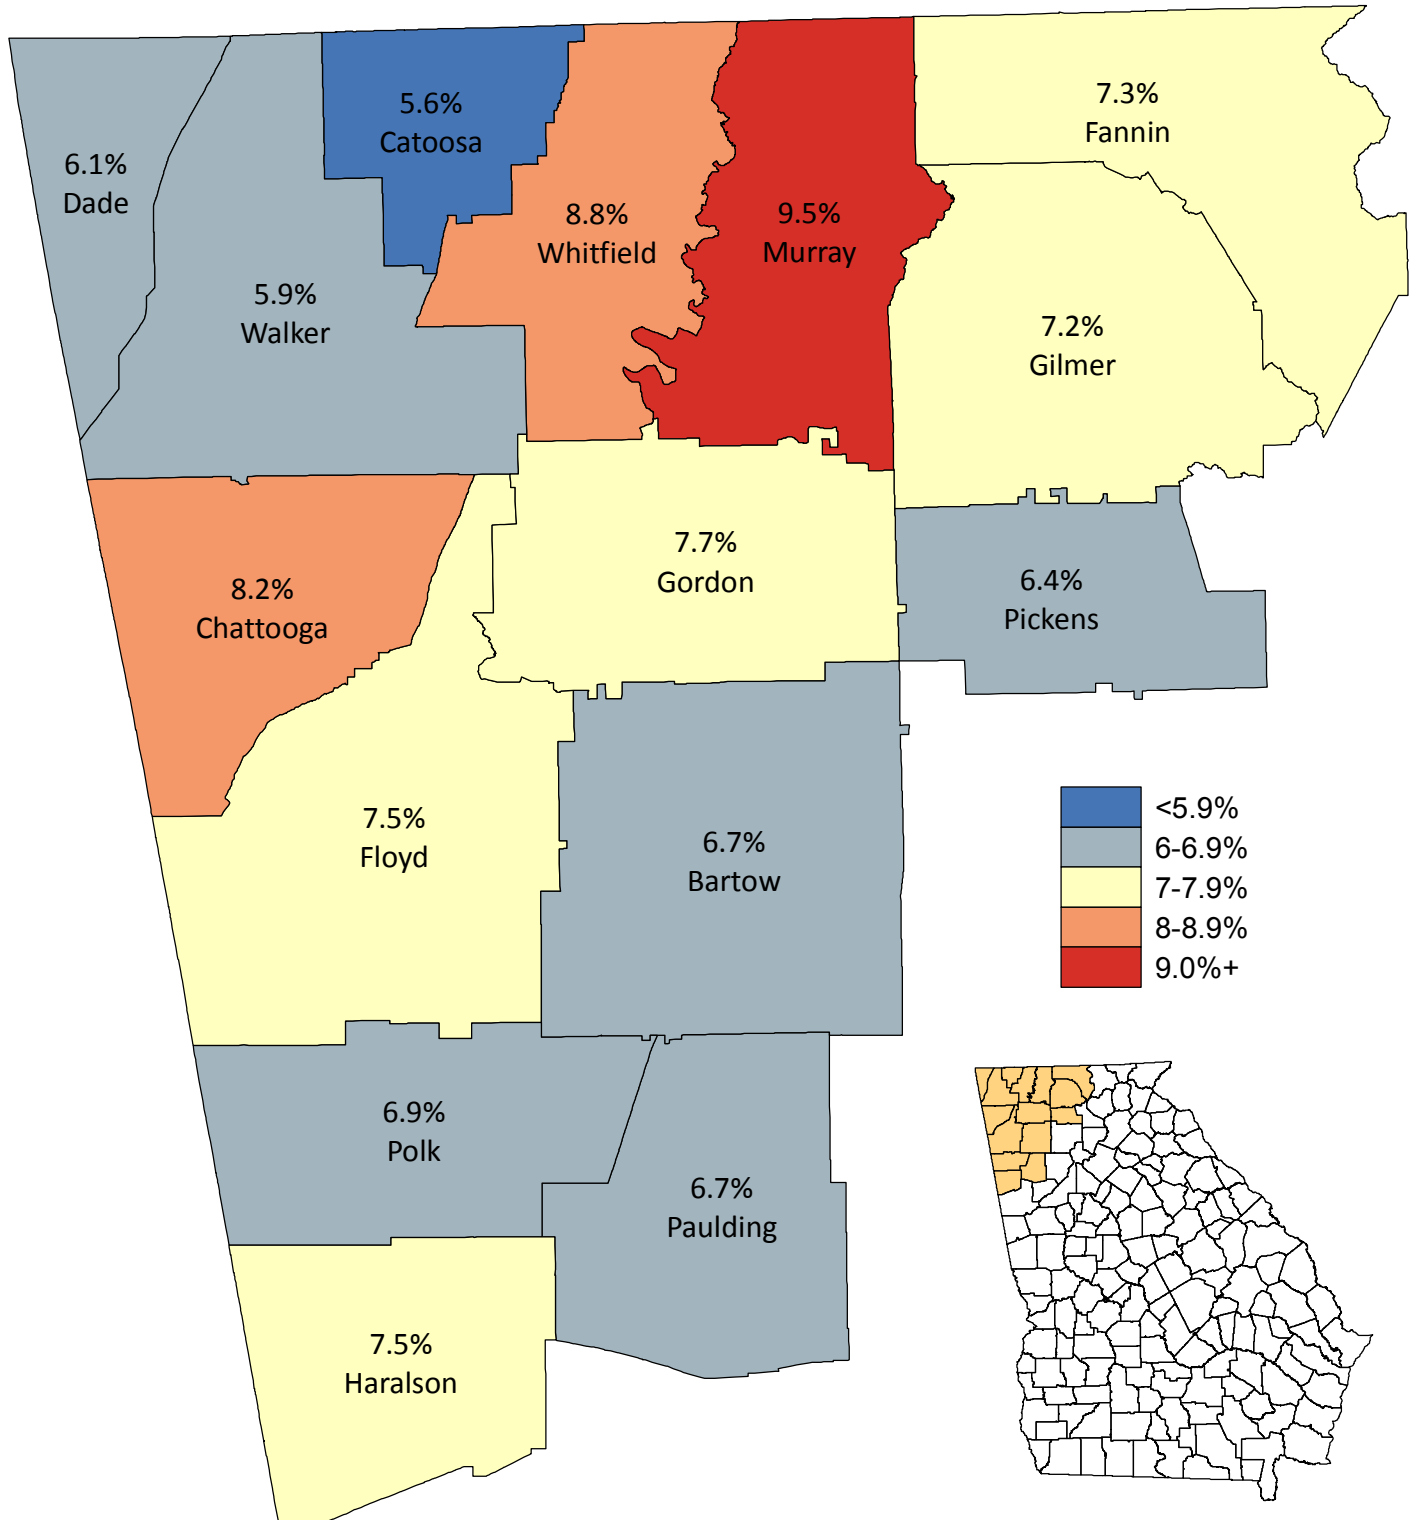 5.6%
Catoosa
7.3%
Fannin
6.1%
Dade
8.8%
Whitfield
9.5%
Murray
5.9%
Walker
7.2%
Gilmer
7.7%
Gordon
6.4%
Pickens
8.2%
Chattooga
7.5%
Floyd
6.7%
Bartow
<5.9%
6-6.9%
7-7.9%
8-8.9%
9.0%+
6.9%
Polk
6.7%
Paulding
7.5%
Haralson